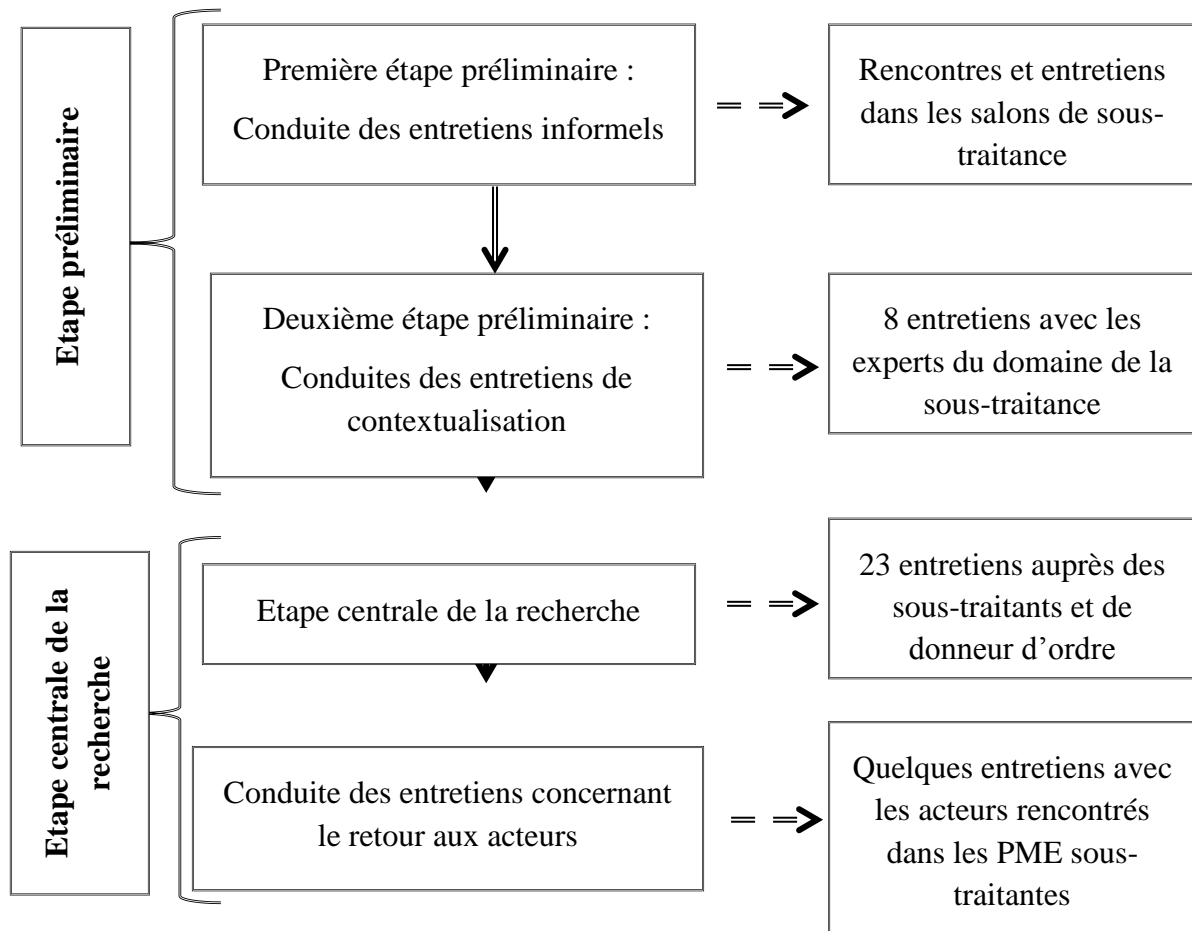 Etape préliminaire
Première étape préliminaire :
Conduite des entretiens informels
Rencontres et entretiens
dans les salons de sous-
traitance
Deuxième étape préliminaire :
Conduites des entretiens de
contextualisation
8 entretiens avec les
experts du domaine de la
sous-traitance
Etape centrale de la
recherche
Etape centrale de la recherche
23 entretiens auprès des
sous-traitants et de
donneur d’ordre
Conduite des entretiens concernant
le retour aux acteurs
Quelques entretiens avec
les acteurs rencontrés
dans les PME sous-
traitantes